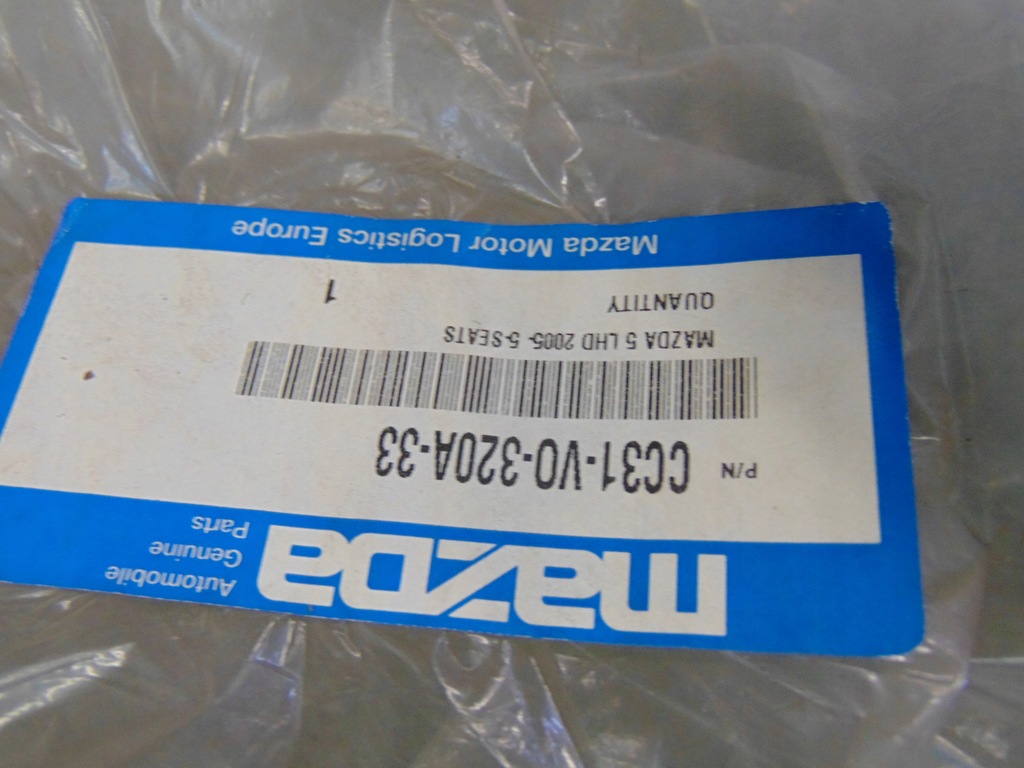 mazda
Automobile
Genuine
Parts
P/N CC31-V0-320A-33
MAZDA 5 LHD 2005- 5-SEATS
QUANTITY 1
Mazda Motor Logistics Europe